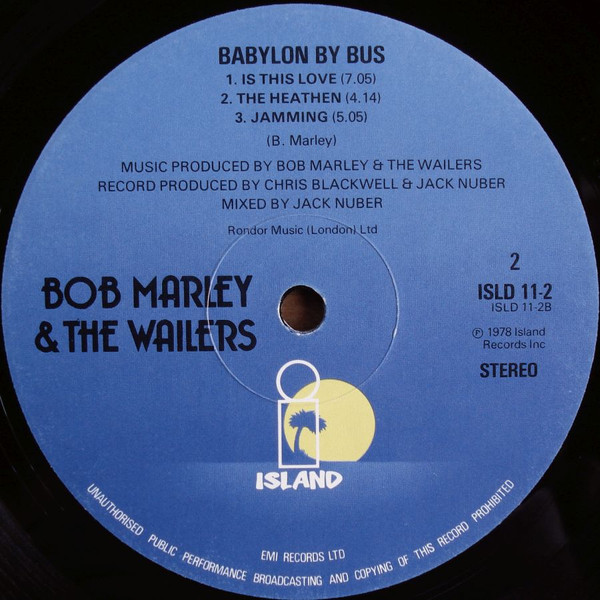 BABYLON BY BUS
1. IS THIS LOVE (7.05)
2. THE HEATHEN (4.14)
3. JAMMING (5.05)
(B. Marley)
MUSIC PRODUCED BY BOB MARLEY & THE WAILERS
RECORD PRODUCED BY CHRIS BLACKWELL & JACK NUBER
MIXED BY JACK NUBER
Rondor Music (London) Ltd
BOB MARLEY
& THE WAILERS
2
ISLD 11-2
ISLD 11-2B
℗ 1978 Island
Records Inc
STEREO
ISLAND
EMI RECORDS LTD
UNAUTHORISED PUBLIC PERFORMANCE BROADCASTING AND COPYING OF THIS RECORD PROHIBITED